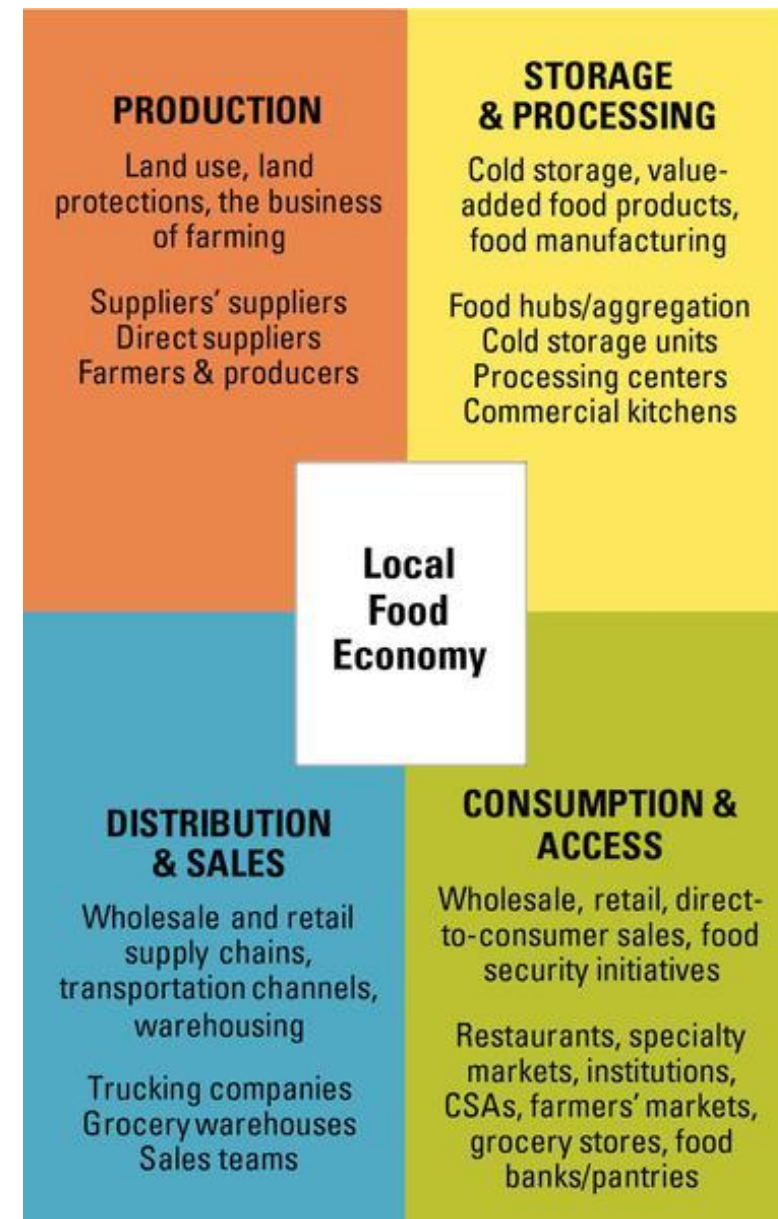 PRODUCTION
Land use, land
protections, the business
of farming
Suppliers’ suppliers
Direct suppliers
Farmers & producers
STORAGE
& PROCESSING
Cold storage, value-
added food products,
food manufacturing
Food hubs/aggregation
Cold storage units
Processing centers
Commercial kitchens
Local
Food
Economy
DISTRIBUTION
& SALES
Wholesale and retail
supply chains,
transportation channels,
warehousing
Trucking companies
Grocery warehouses
Sales teams
CONSUMPTION &
ACCESS
Wholesale, retail, direct-
to-consumer sales, food
security initiatives
Restaurants, specialty
markets, institutions,
CSAs, farmers’ markets,
grocery stores, food
banks/pantries